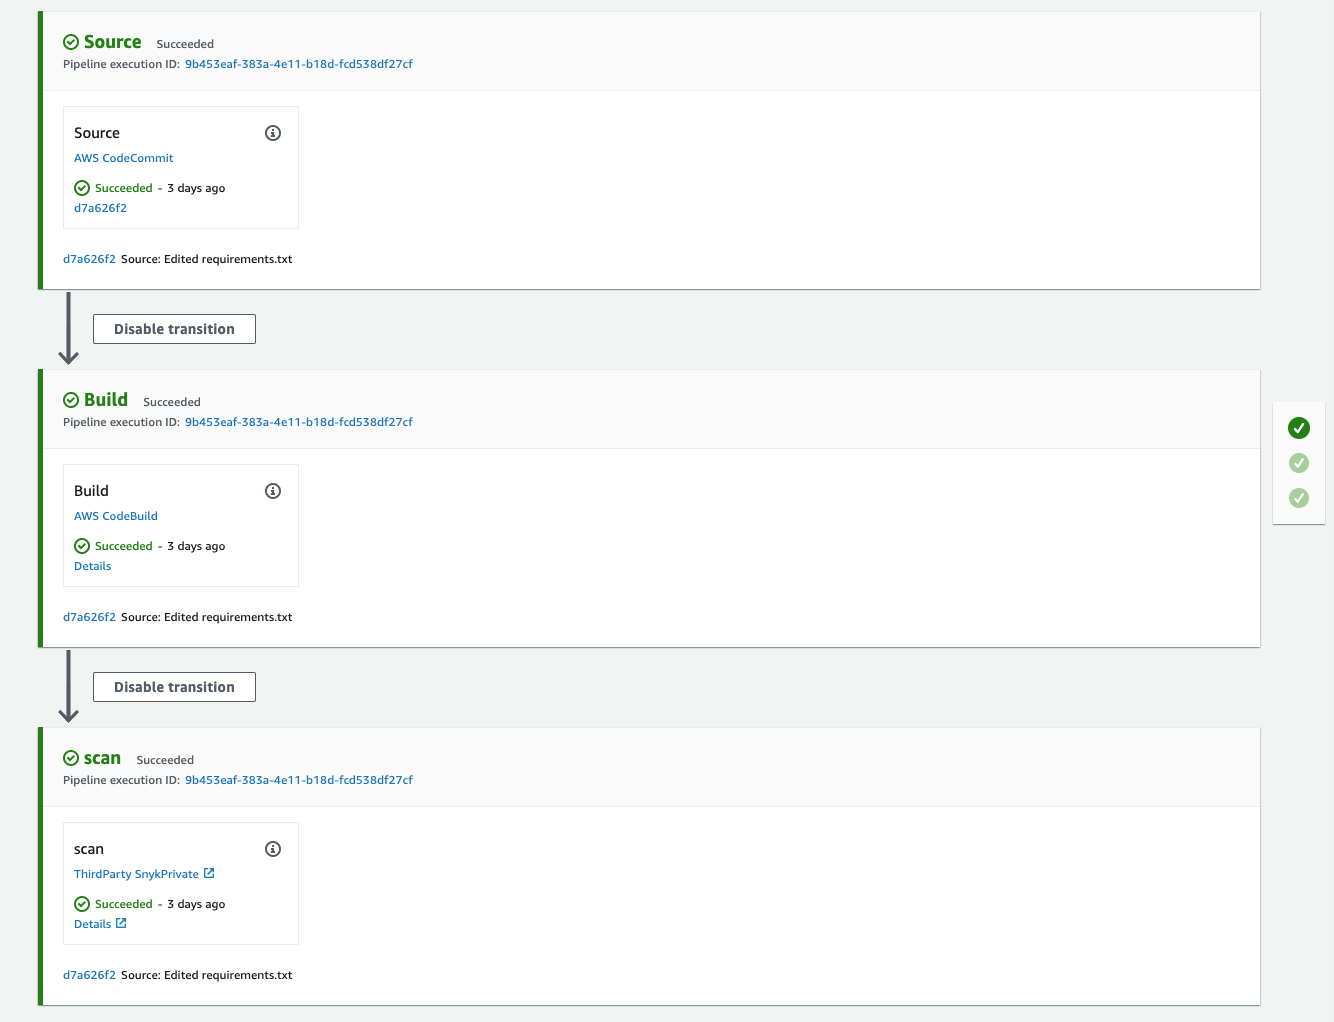 Source Succeeded
Pipeline execution ID: 9b453eaf-383a-4e11-b18d-fcd538df27cf
Source
AWS CodeCommit
Succeeded - 3 days ago
d7a626f2
d7a626f2 Source: Edited requirements.txt
Disable transition
Build Succeeded
Pipeline execution ID: 9b453eaf-383a-4e11-b18d-fcd538df27cf
Build
AWS CodeBuild
Succeeded - 3 days ago
Details
d7a626f2 Source: Edited requirements.txt
Disable transition
scan Succeeded
Pipeline execution ID: 9b453eaf-383a-4e11-b18d-fcd538df27cf
scan
ThirdParty SnykPrivate
Succeeded - 3 days ago
Details
d7a626f2 Source: Edited requirements.txt